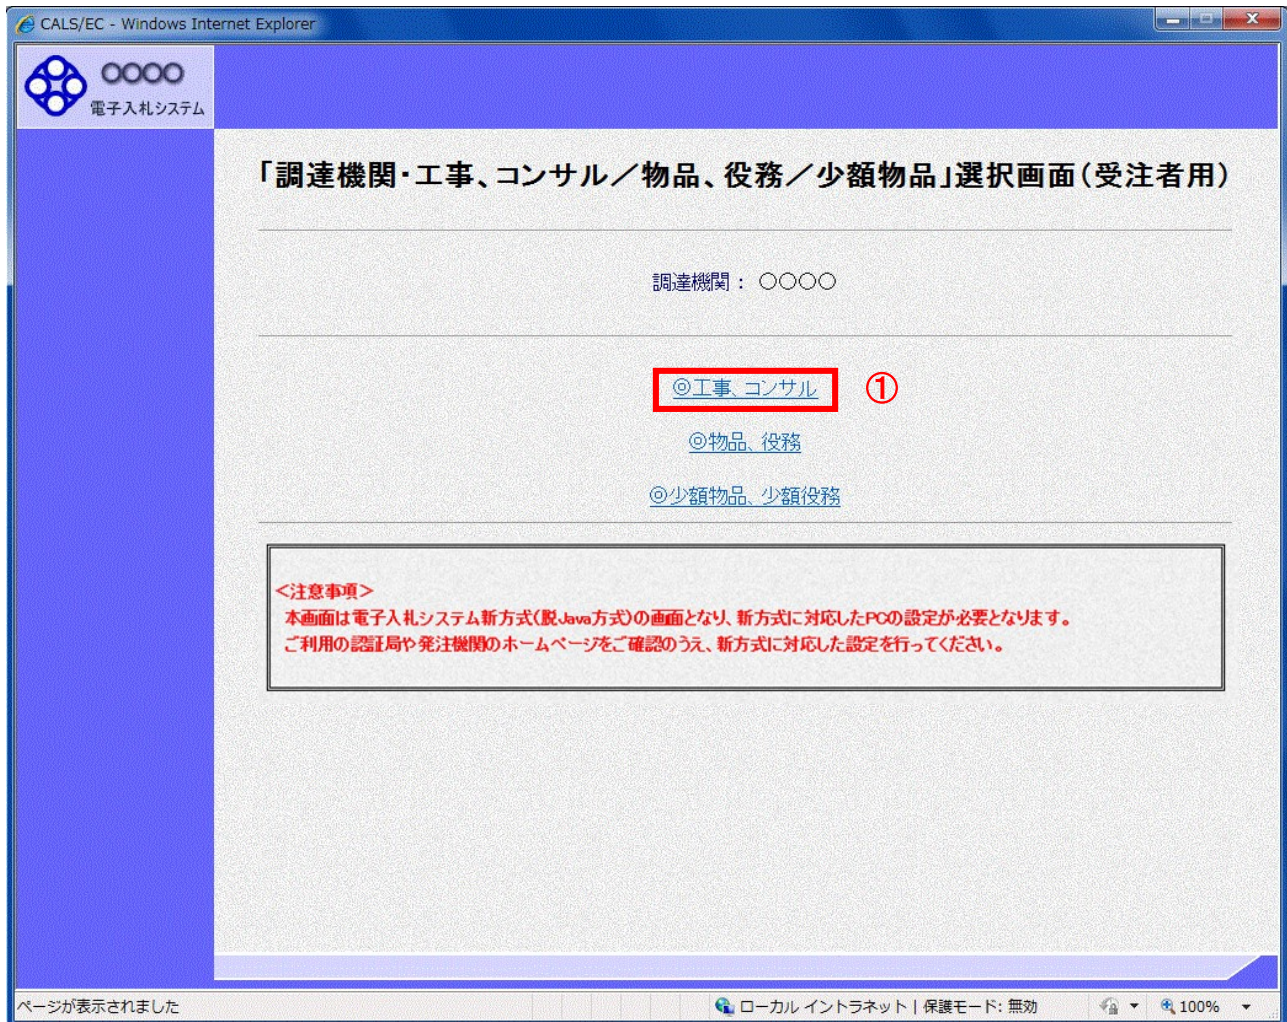 CALS/EC - Windows Internet Explorer
○○○○
電子入札システム
「調達機関・工事、コンサル／物品、役務／少額物品」選択画面(受注者用)
調達機関： ○○○○
◎工事、コンサル
①
◎物品、役務
◎少額物品、少額役務
＜注意事項＞
本画面は電子入札システム新方式(脱Java方式)の画面となり、新方式に対応したPCの設定が必要となります。
ご利用の認証局や発注機関のホームページをご確認のうえ、新方式に対応した設定を行ってください。
ページが表示されました
ローカル イントラネット | 保護モード: 無効
100%